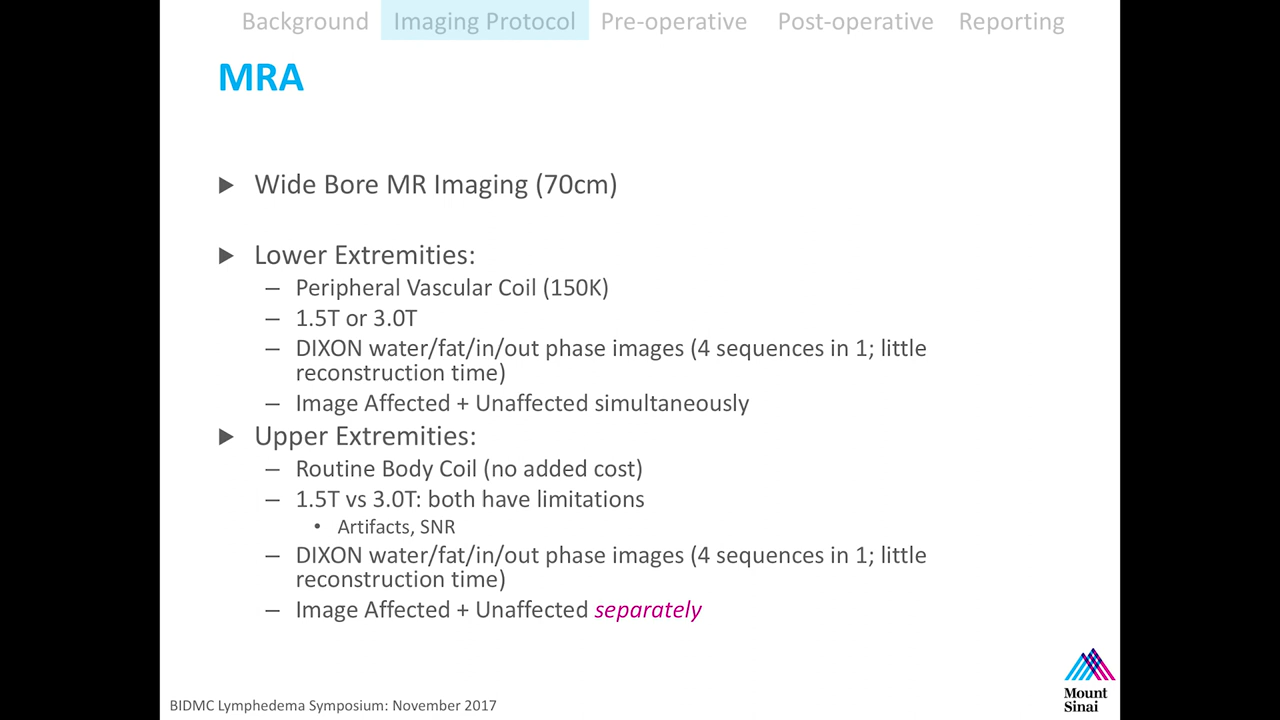 Background Imaging Protocol Pre-operative Post-operative Reporting
MRA
Wide Bore MR Imaging (70cm)
Lower Extremities:
– Peripheral Vascular Coil (150K)
– 1.5T or 3.0T
– DIXON water/fat/in/out phase images (4 sequences in 1; little
reconstruction time)
– Image Affected + Unaffected simultaneously
Upper Extremities:
– Routine Body Coil (no added cost)
– 1.5T vs 3.0T: both have limitations
• Artifacts, SNR
– DIXON water/fat/in/out phase images (4 sequences in 1; little
reconstruction time)
– Image Affected + Unaffected separately
Mount
Sinai
BIDMC Lymphedema Symposium: November 2017